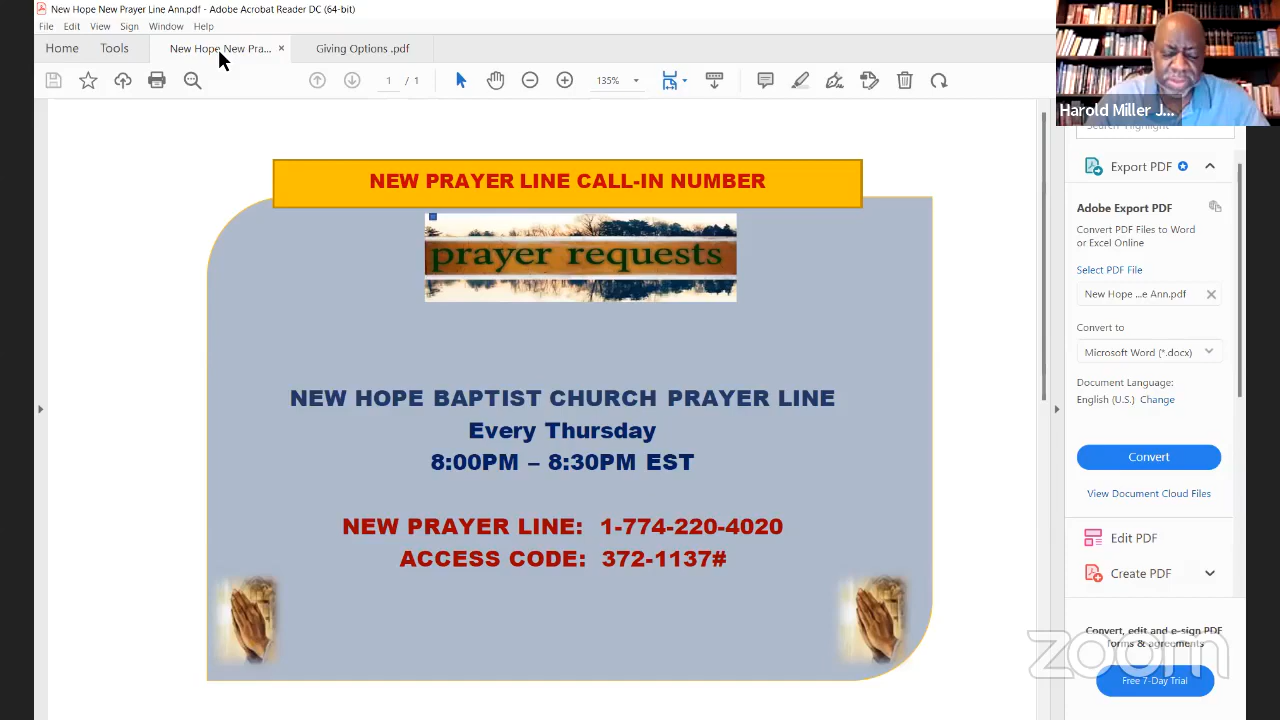 New Hope New Prayer Line Ann.pdf - Adobe Acrobat Reader DC (64-bit)
File Edit View Sign Window Help
Home Tools New Hope New Pra... × Giving Options .pdf
1 / 1 135%
Harold Miller J...
NEW PRAYER LINE CALL-IN NUMBER
prayer requests
NEW HOPE BAPTIST CHURCH PRAYER LINE
Every Thursday
8:00PM – 8:30PM EST
NEW PRAYER LINE: 1-774-220-4020
ACCESS CODE: 372-1137#
Search 'Highlight'
Export PDF
Adobe Export PDF
Convert PDF Files to Word
or Excel Online
Select PDF File
New Hope ...e Ann.pdf
Convert to
Microsoft Word (*.docx)
Document Language:
English (U.S.) Change
Convert
View Document Cloud Files
Edit PDF
Create PDF
Convert, edit and e-sign PDF
forms & agreements
Free 7-Day Trial
zoom